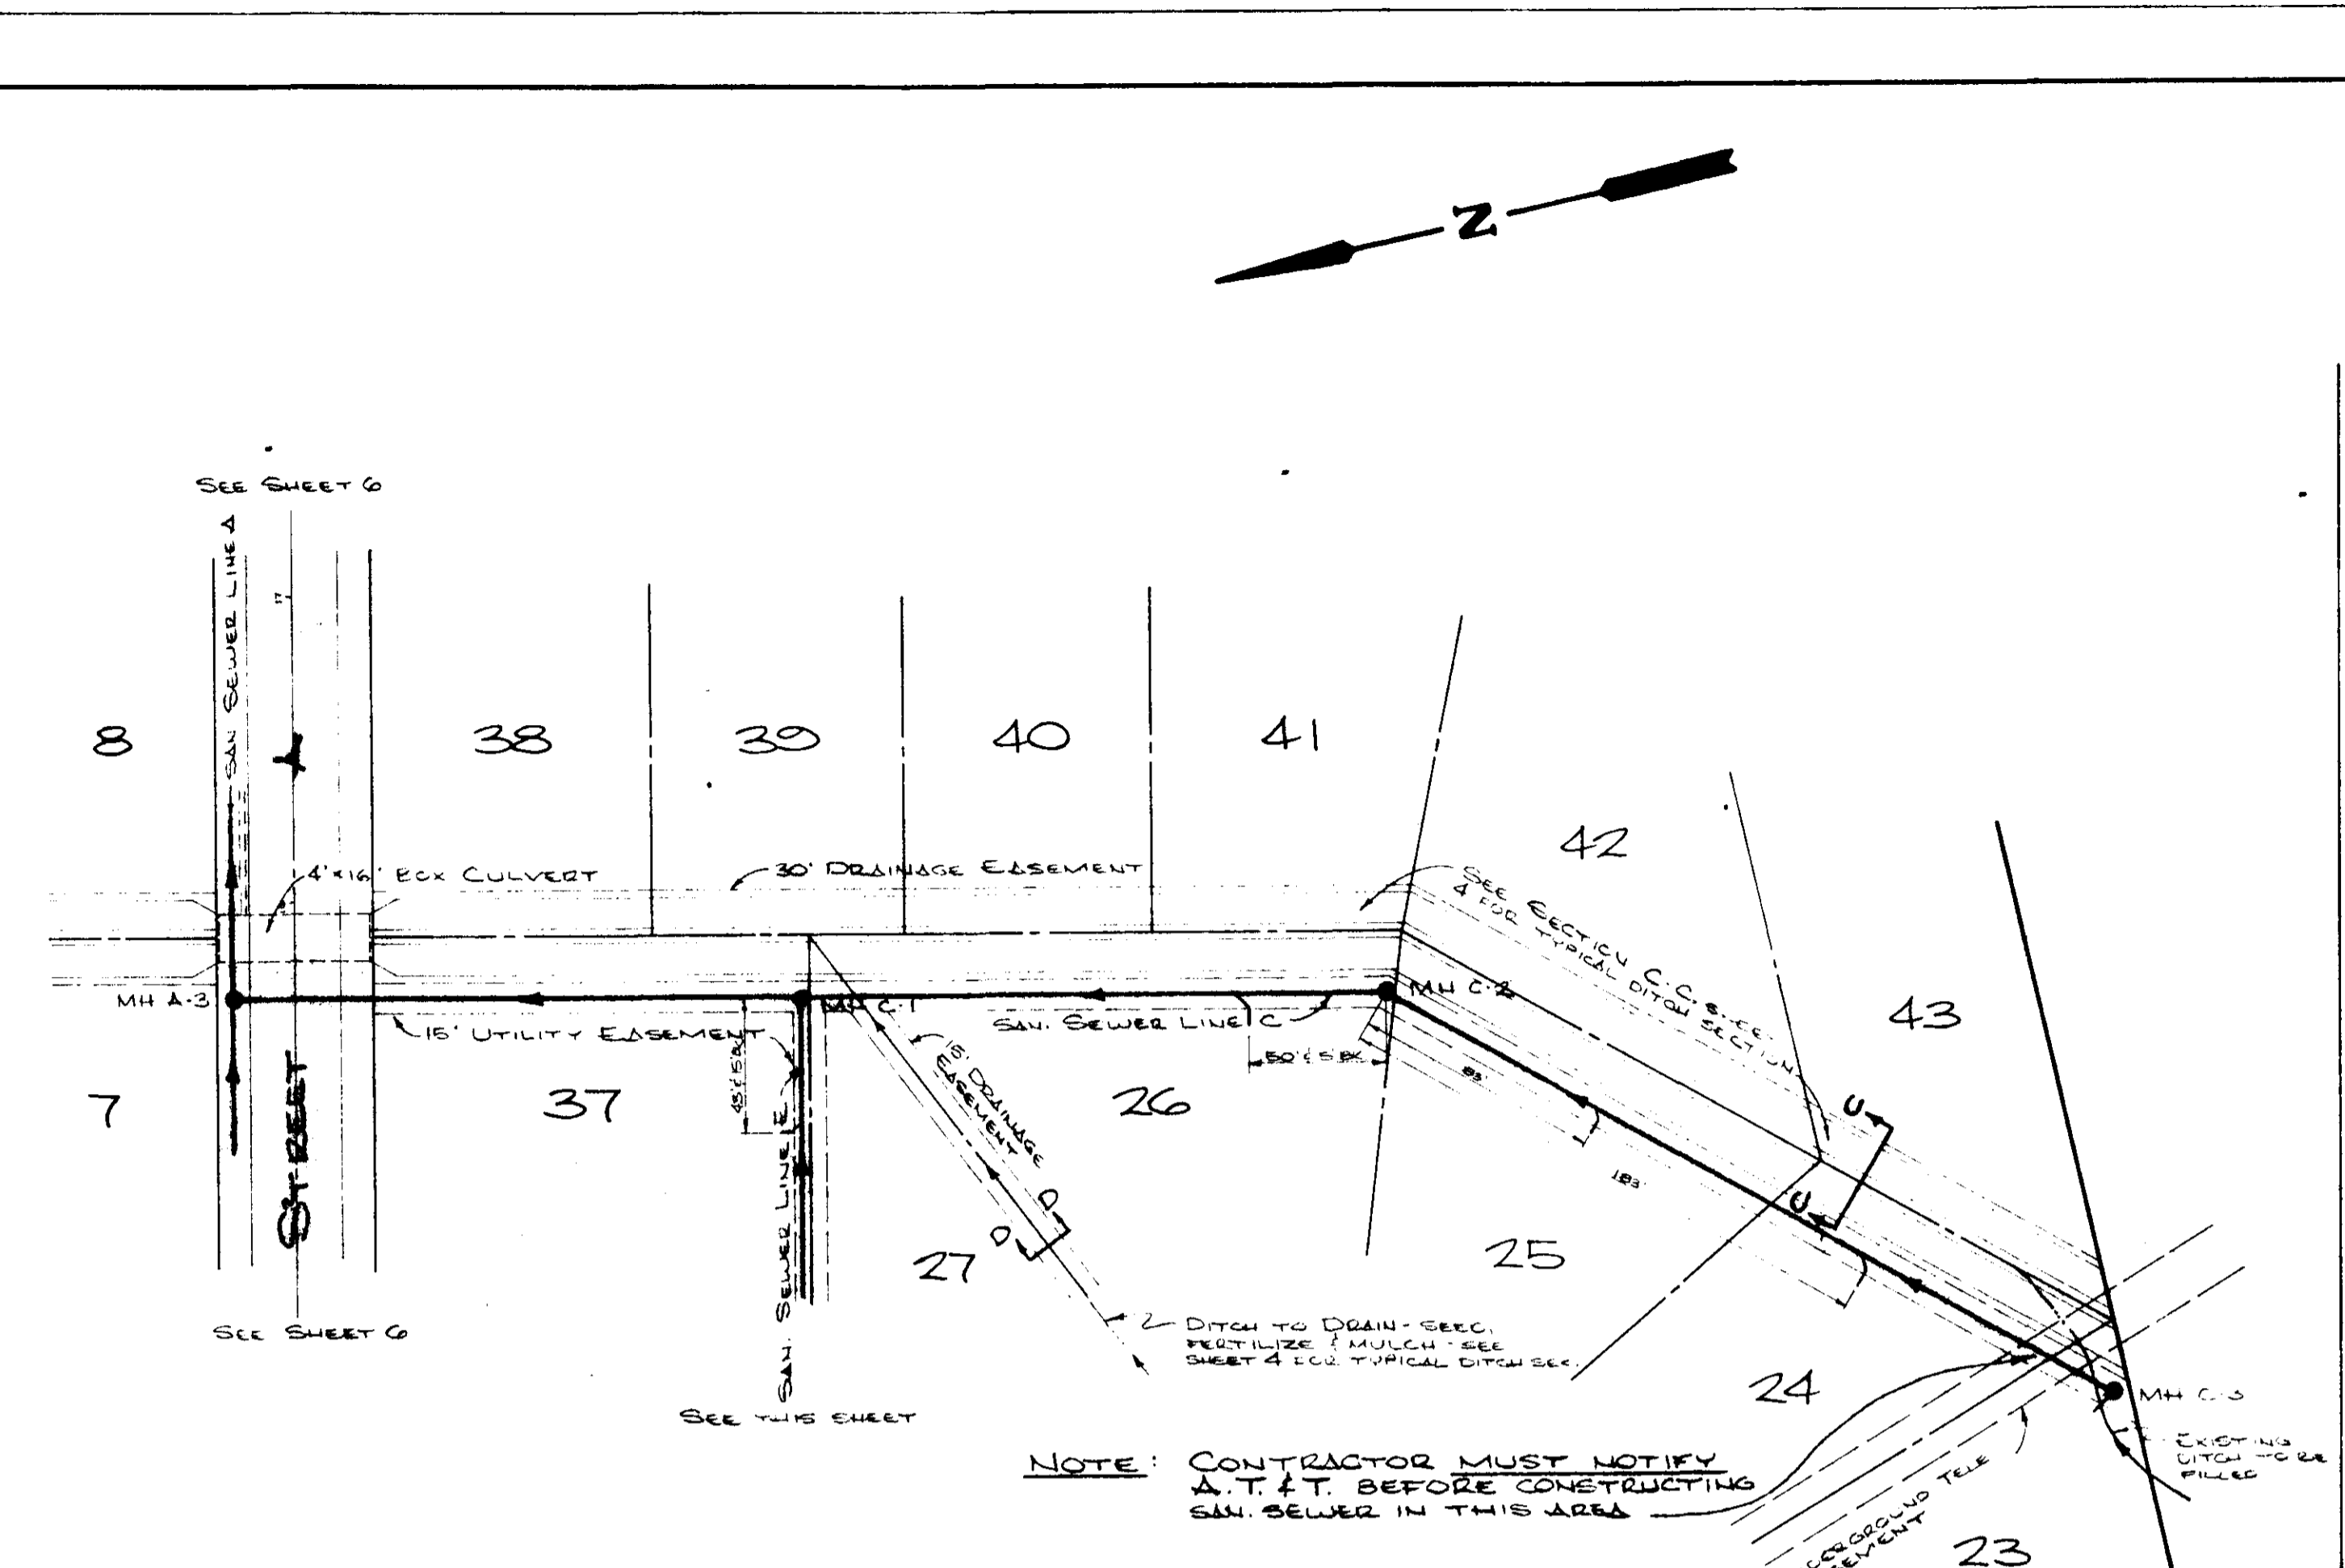 N
SEE SHEET 6
SAN SEWER LINE A
8
38
39
40
41
42
43
4'x16' BOX CULVERT
30' DRAINAGE EASEMENT
SEE SECTION C.C. SHEET
4 FOR TYPICAL DITCH SECTION
MH A-3
MH C-1
MH C-2
15' UTILITY EASEMENT
SAN. SEWER LINE C
15' DRAINAGE
EASEMENT
7
STREET
37
26
27
25
C
C
D
D
183'
SAN. SEWER LINE E
SEE SHEET 6
DITCH TO DRAIN - SEED,
FERTILIZE & MULCH - SEE
SHEET 4 FOR TYPICAL DITCH SEC.
SEE THIS SHEET
24
MH C-3
EXISTING
DITCH TO BE
FILLED
NOTE: CONTRACTOR MUST NOTIFY
A.T.&T. BEFORE CONSTRUCTING
SAN. SEWER IN THIS AREA
TELE
23